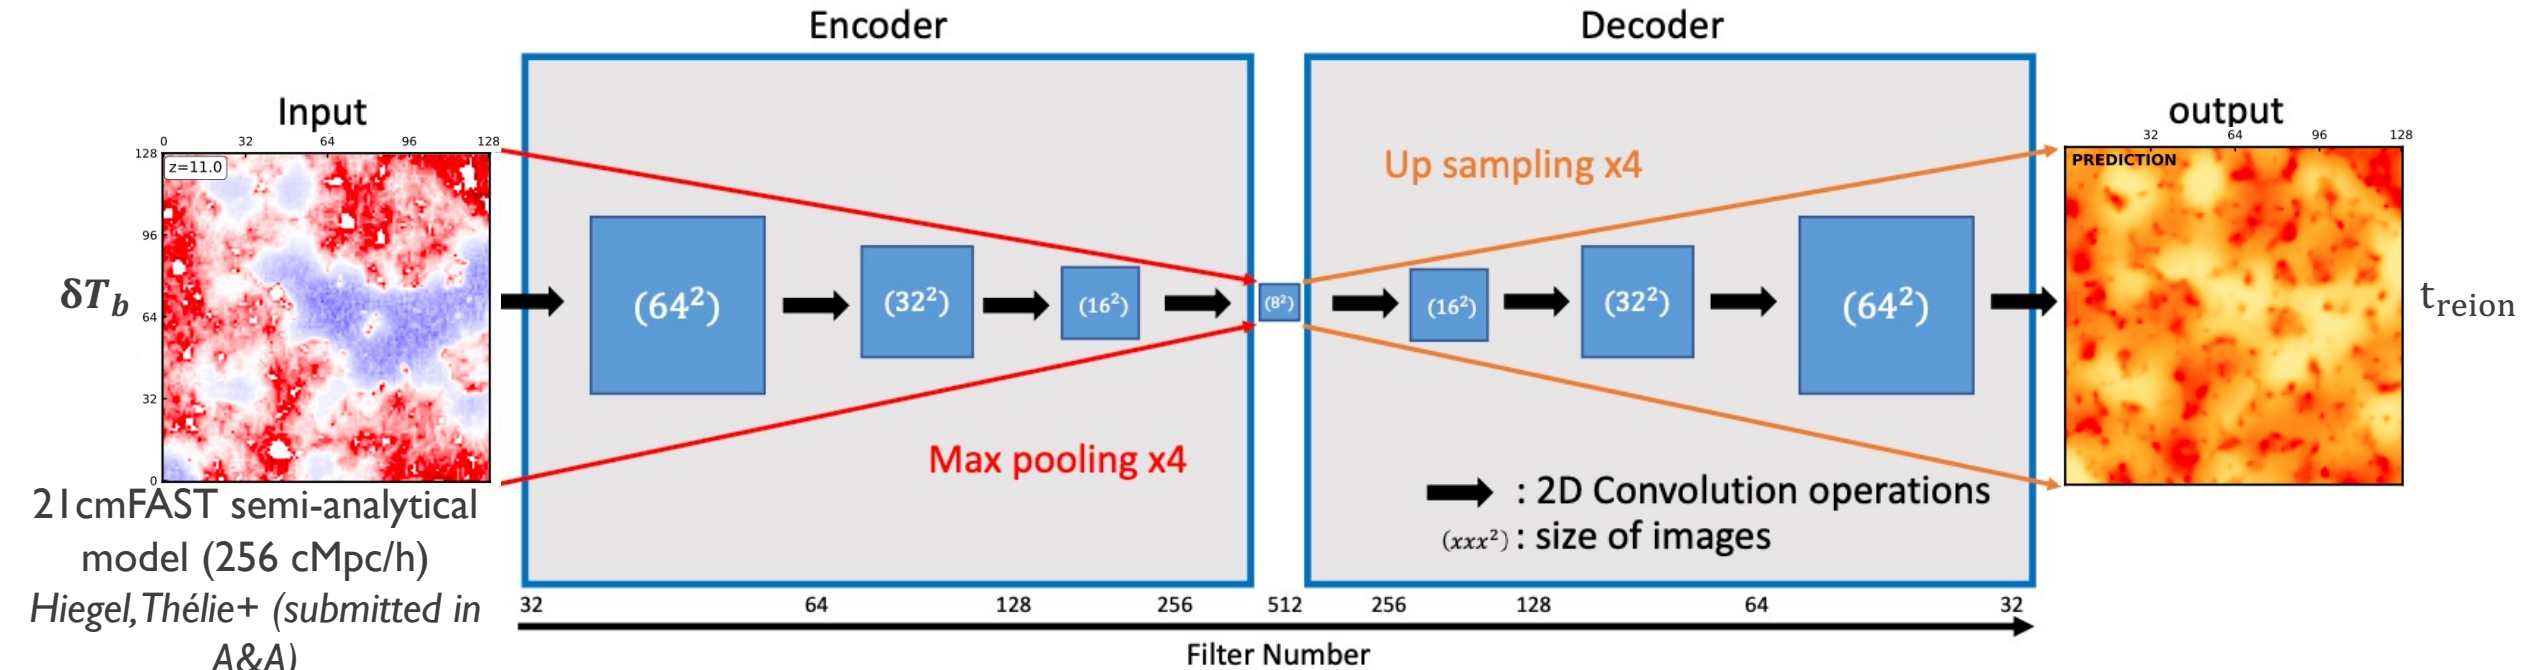 Encoder
Decoder
Input
output
0 32 64 96 128
128
96
64
32
0
z=11.0
δT_b
21cmFAST semi-analytical
model (256 cMpc/h)
Hiegel, Thélie+ (submitted in
A&A)
(64²)
(32²)
(16²)
(8²)
(16²)
(32²)
(64²)
Max pooling x4
Up sampling x4
: 2D Convolution operations
(xxx²) : size of images
32 64 96 128
PREDICTION
t_reion
32 64 128 256 512 256 128 64 32
Filter Number